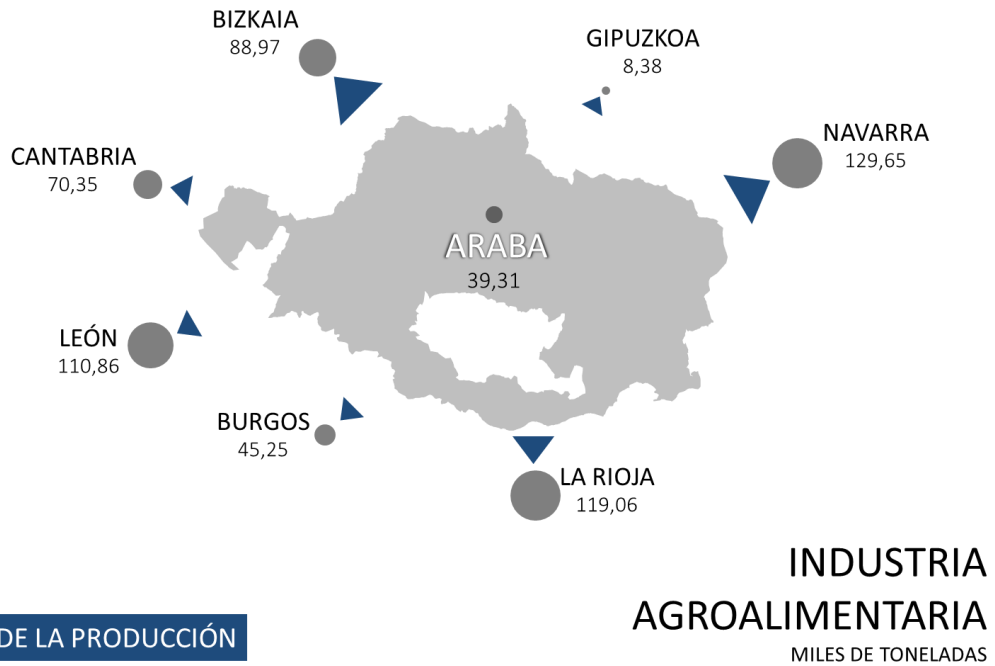 BIZKAIA
88,97
GIPUZKOA
8,38
NAVARRA
129,65
CANTABRIA
70,35
ARABA
39,31
LEÓN
110,86
BURGOS
45,25
LA RIOJA
119,06
INDUSTRIA
AGROALIMENTARIA
MILES DE TONELADAS
DE LA PRODUCCIÓN